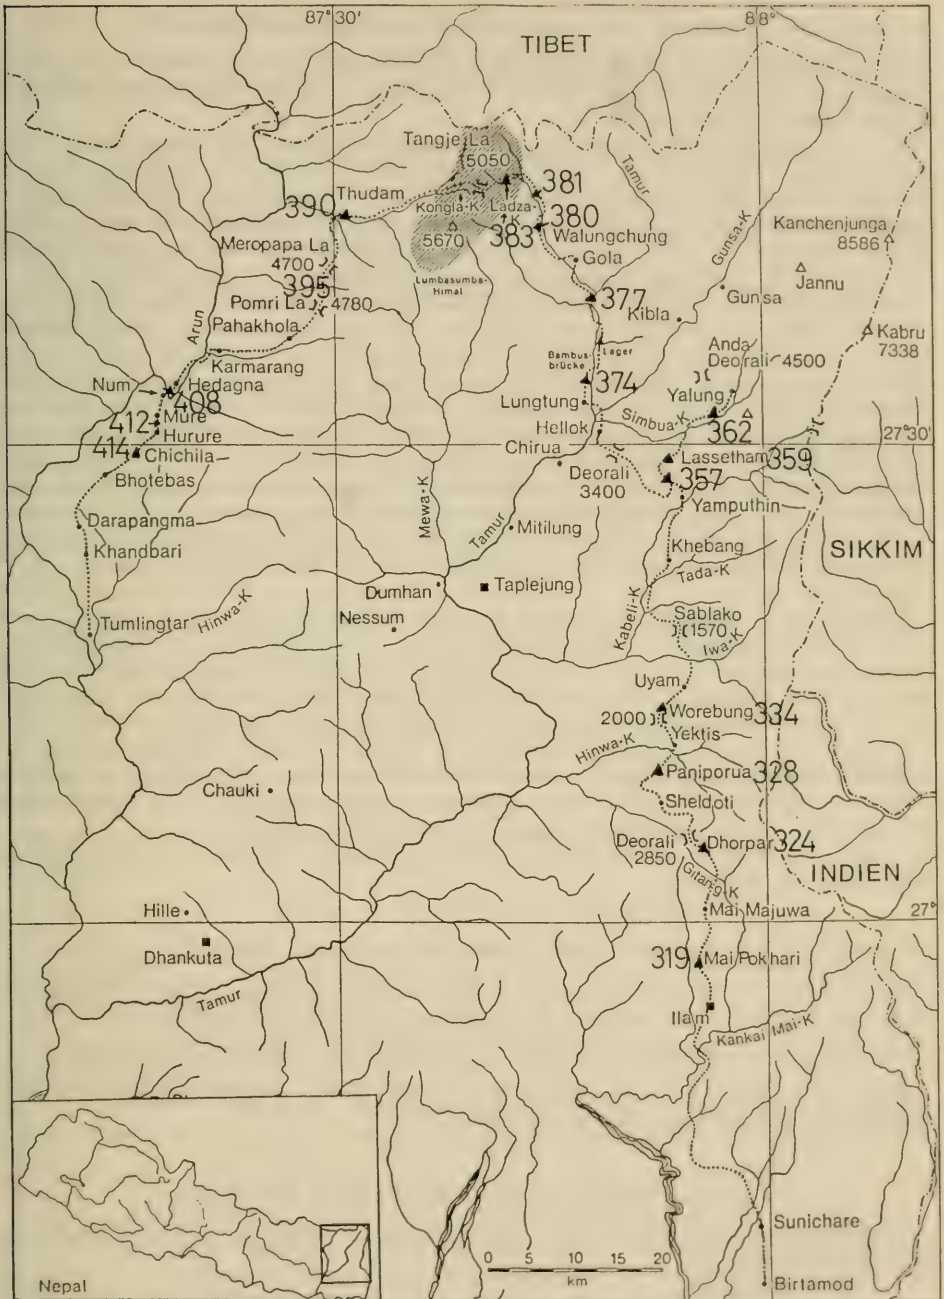 87°30'
88°
TIBET
Tangje La
5050
Tamur
381
390
Thudam
Kongla-K
Ladza-
K
380
383
Gunsa-K
Kanchenjunga
8586
Walungchung
Gola
5670
Meropapa La
4700
Lumbasumba-
Himal
Jannu
395
Pomri La
4780
377
Gunsa
Kibla
Pahakhola
Arun
Kabru
7338
Anda
Deorali 4500
Lager
Bambus-
brücke
Karmarang
374
Num
Hedagna
408
Yalung
Lungtung
Simbua-K
362
Mure
412
Hurure
Hellok
27°30'
414
Chichila
Chirua
Lassetham
359
Bhotebas
Deorali
3400
357
Yamputhin
Mewa-K
Tamur
Mitilung
Darapangma
Khandbari
Khebang
SIKKIM
Tada-K
Dumhan
Taplejung
Kabeli-K
Tumlingtar
Hinwa-K
Nessum
Sablako
1570
Iwa-K
Uyam
Worebung
334
2000
Yektis
Hinwa-K
Paniporua
328
Chauki
Sheldoti
Deorali
2850
Dhorpar
324
Gitang-K
INDIEN
Hille
Mai Majuwa
27°
Dhankuta
319
Mai Pokhari
Tamur
Ilam
Kankai Mai-K
Sunichare
0 5 10 15 20
km
Nepal
Birtamod